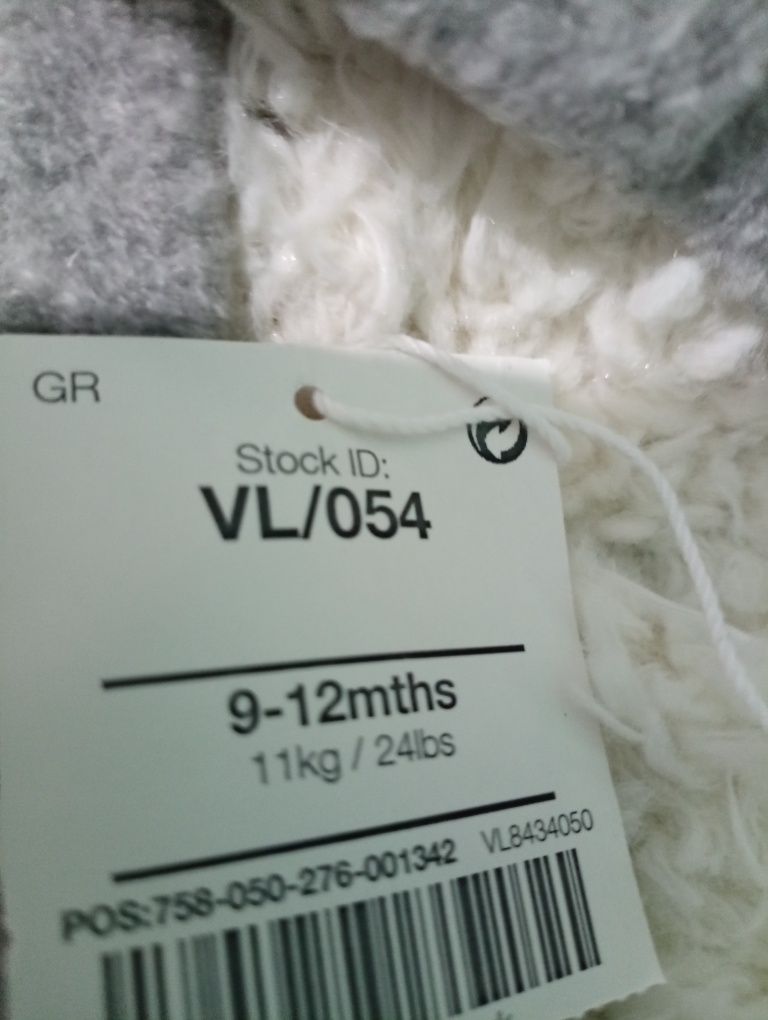 GR
Stock ID:
VL/054
9-12mths
11kg / 24lbs
POS:758-050-276-001342 VL8434050